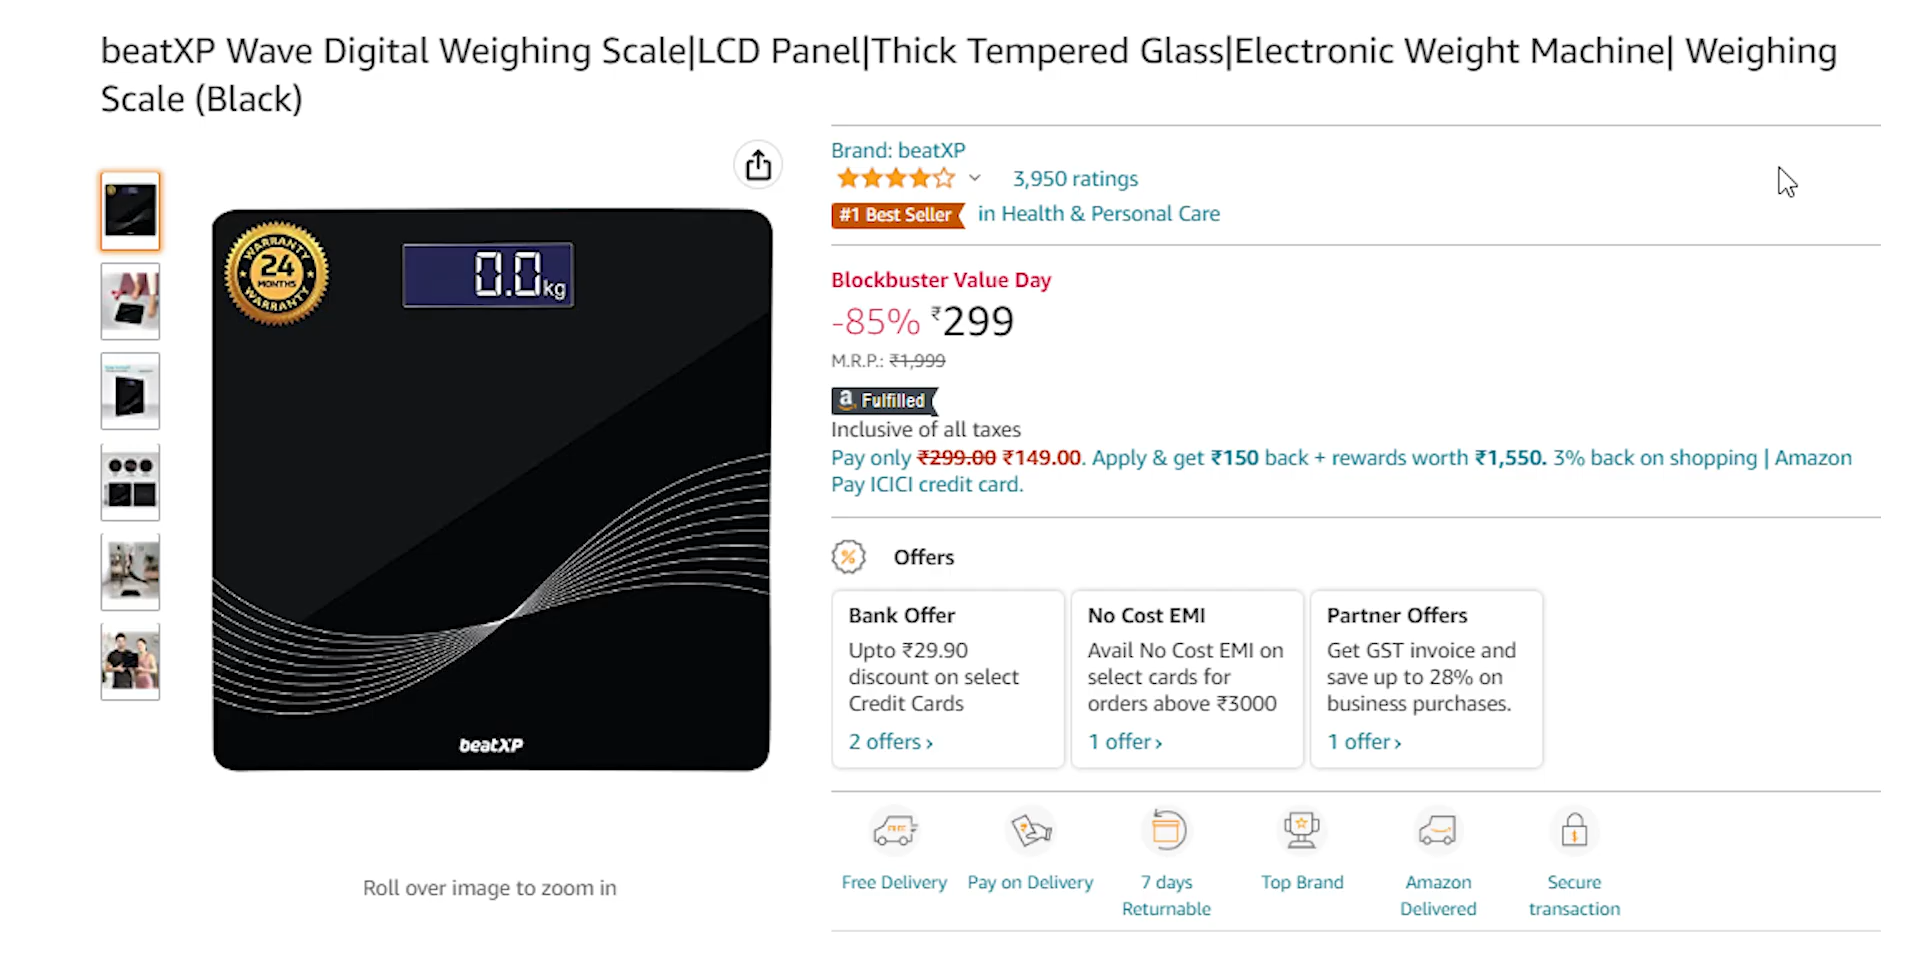 beatXP Wave Digital Weighing Scale|LCD Panel|Thick Tempered Glass|Electronic Weight Machine| Weighing
Scale (Black)
WARRANTY
24
MONTHS
WARRANTY
0.0kg
beatXP
Roll over image to zoom in
Brand: beatXP
3,950 ratings
#1 Best Seller in Health & Personal Care
Blockbuster Value Day
-85% ₹299
M.R.P.: ₹1,999
a Fulfilled
Inclusive of all taxes
Pay only ₹299.00 ₹149.00. Apply & get ₹150 back + rewards worth ₹1,550. 3% back on shopping | Amazon
Pay ICICI credit card.
% Offers
Bank Offer
Upto ₹29.90
discount on select
Credit Cards
2 offers ›
No Cost EMI
Avail No Cost EMI on
select cards for
orders above ₹3000
1 offer ›
Partner Offers
Get GST invoice and
save up to 28% on
business purchases.
1 offer ›
FREE
Free Delivery
Pay on Delivery
7 days
Returnable
Top Brand
Amazon
Delivered
$
Secure
transaction